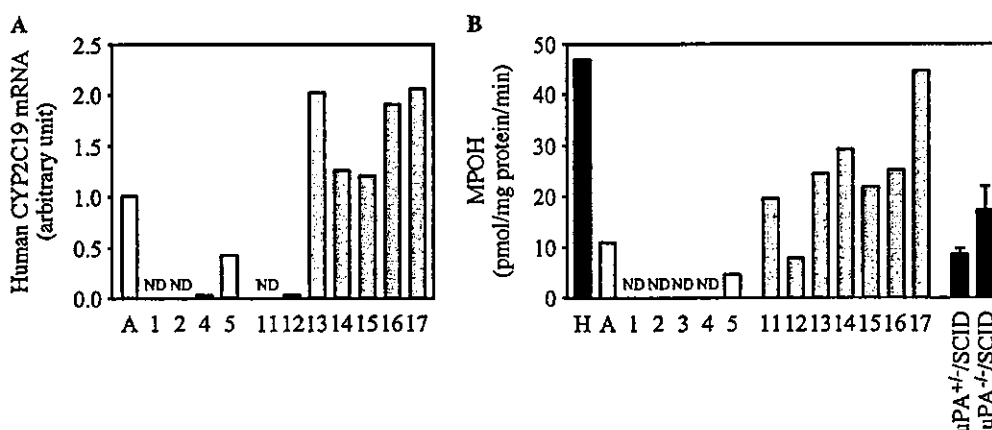 A
Human CYP2C19 mRNA
(arbitrary unit)
2.5
2.0
1.5
1.0
0.5
0.0
ND ND
ND
A 1 2 4 5 11 12 13 14 15 16 17
B
MPOH
(pmol/mg protein/min)
50
40
30
20
10
0
ND ND ND ND
H A 1 2 3 4 5 11 12 13 14 15 16 17
uPA+/-/SCID
uPA-/-/SCID